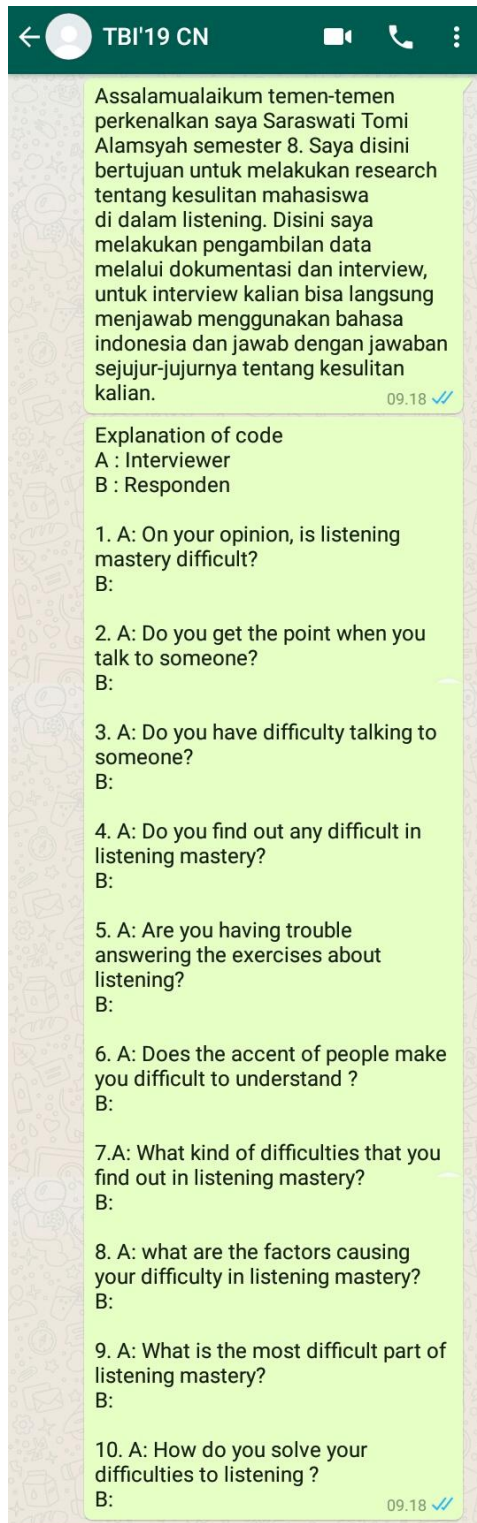 TBI'19 CN
Assalamualaikum temen-temen
perkenalkan saya Saraswati Tomi
Alamsyah semester 8. Saya disini
bertujuan untuk melakukan research
tentang kesulitan mahasiswa
di dalam listening. Disini saya
melakukan pengambilan data
melalui dokumentasi dan interview,
untuk interview kalian bisa langsung
menjawab menggunakan bahasa
indonesia dan jawab dengan jawaban
sejujur-jujurnya tentang kesulitan
kalian.
09.18
Explanation of code
A : Interviewer
B : Responden
1. A: On your opinion, is listening
mastery difficult?
B:
2. A: Do you get the point when you
talk to someone?
B:
3. A: Do you have difficulty talking to
someone?
B:
4. A: Do you find out any difficult in
listening mastery?
B:
5. A: Are you having trouble
answering the exercises about
listening?
B:
6. A: Does the accent of people make
you difficult to understand ?
B:
7.A: What kind of difficulties that you
find out in listening mastery?
B:
8. A: what are the factors causing
your difficulty in listening mastery?
B:
9. A: What is the most difficult part of
listening mastery?
B:
10. A: How do you solve your
difficulties to listening ?
B:
09.18